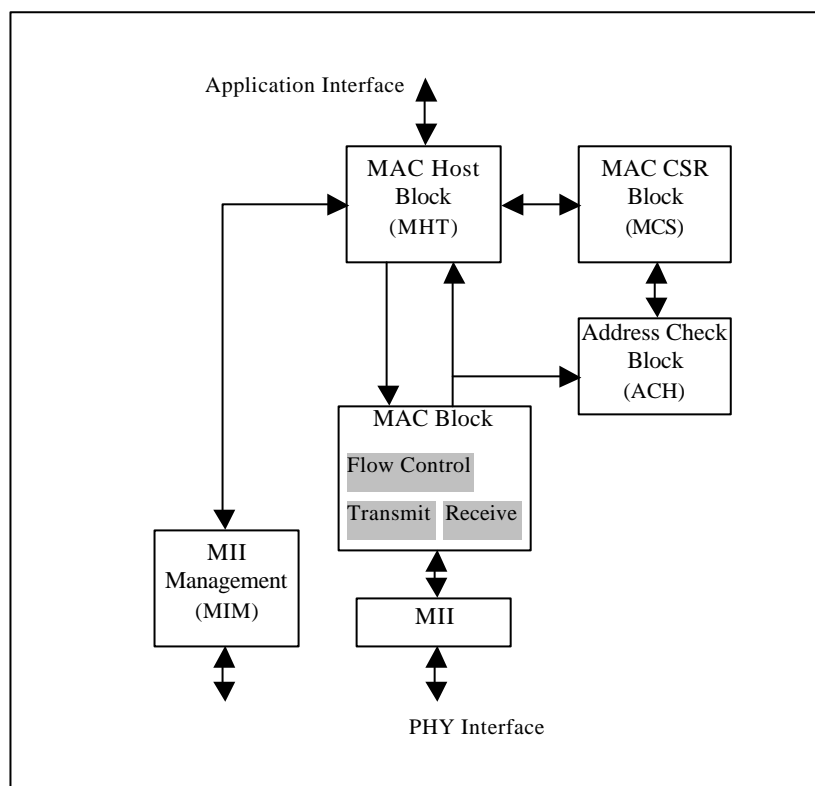 Application Interface
MAC Host
Block
(MHT)
MAC CSR
Block
(MCS)
Address Check
Block
(ACH)
MAC Block
Flow Control
Transmit
Receive
MII
Management
(MIM)
MII
PHY Interface